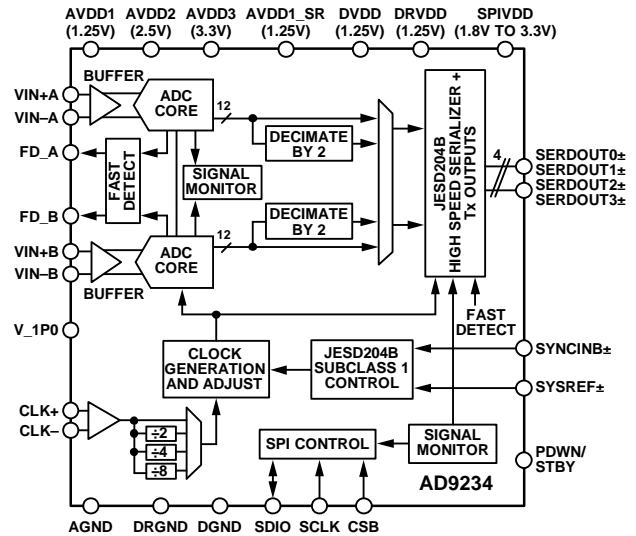 AVDD1 AVDD2 AVDD3 AVDD1_SR DVDD DRVDD SPIVDD
(1.25V) (2.5V) (3.3V) (1.25V) (1.25V) (1.25V) (1.8V TO 3.3V)
BUFFER
VIN+A
VIN–A
ADC
CORE
12
DECIMATE
BY 2
FD_A
FAST
DETECT
SIGNAL
MONITOR
FD_B
DECIMATE
BY 2
VIN+B
VIN–B
ADC
CORE
12
BUFFER
JESD204B
HIGH SPEED SERIALIZER +
Tx OUTPUTS
4
SERDOUT0±
SERDOUT1±
SERDOUT2±
SERDOUT3±
FAST
DETECT
V_1P0
CLOCK
GENERATION
AND ADJUST
JESD204B
SUBCLASS 1
CONTROL
SYNCINB±
SYSREF±
CLK+
CLK–
÷2
÷4
÷8
SPI CONTROL
SIGNAL
MONITOR
PDWN/
STBY
AD9234
AGND DRGND DGND SDIO SCLK CSB